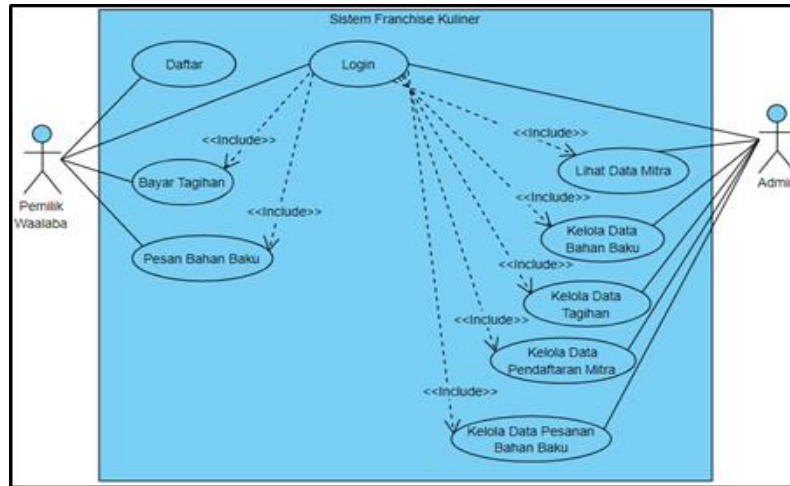 Sistem Franchise Kuliner
Daftar
Login
<<Include>>
<<Include>>
Lihat Data Mitra
Pemilik
Waalaba
Bayar Tagihan
Admin
<<Include>>
<<Include>>
Kelola Data
Bahan Baku
Pesan Bahan Baku
<<Include>>
Kelola Data
Tagihan
<<Include>>
Kelola Data
Pendaftaran Mitra
<<Include>>
Kelola Data Pesanan
Bahan Baku